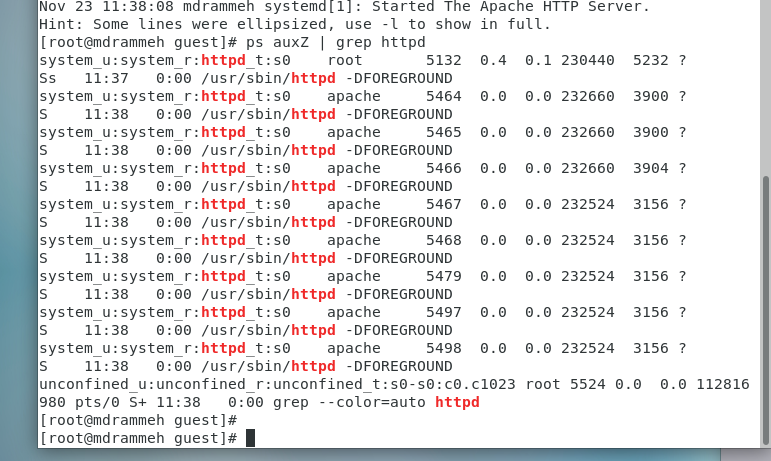 Nov 23 11:38:08 mdrammeh systemd[1]: Started The Apache HTTP Server.
Hint: Some lines were ellipsized, use -l to show in full.
[root@mdrammeh guest]# ps auxZ | grep httpd
system_u:system_r:httpd_t:s0    root       5132  0.4  0.1 230440  5232 ?
Ss   11:37   0:00 /usr/sbin/httpd -DFOREGROUND
system_u:system_r:httpd_t:s0    apache     5464  0.0  0.0 232660  3900 ?
S    11:38   0:00 /usr/sbin/httpd -DFOREGROUND
system_u:system_r:httpd_t:s0    apache     5465  0.0  0.0 232660  3900 ?
S    11:38   0:00 /usr/sbin/httpd -DFOREGROUND
system_u:system_r:httpd_t:s0    apache     5466  0.0  0.0 232660  3904 ?
S    11:38   0:00 /usr/sbin/httpd -DFOREGROUND
system_u:system_r:httpd_t:s0    apache     5467  0.0  0.0 232524  3156 ?
S    11:38   0:00 /usr/sbin/httpd -DFOREGROUND
system_u:system_r:httpd_t:s0    apache     5468  0.0  0.0 232524  3156 ?
S    11:38   0:00 /usr/sbin/httpd -DFOREGROUND
system_u:system_r:httpd_t:s0    apache     5479  0.0  0.0 232524  3156 ?
S    11:38   0:00 /usr/sbin/httpd -DFOREGROUND
system_u:system_r:httpd_t:s0    apache     5497  0.0  0.0 232524  3156 ?
S    11:38   0:00 /usr/sbin/httpd -DFOREGROUND
system_u:system_r:httpd_t:s0    apache     5498  0.0  0.0 232524  3156 ?
S    11:38   0:00 /usr/sbin/httpd -DFOREGROUND
unconfined_u:unconfined_r:unconfined_t:s0-s0:c0.c1023 root 5524 0.0  0.0 112816
980 pts/0 S+ 11:38   0:00 grep --color=auto httpd
[root@mdrammeh guest]#
[root@mdrammeh guest]#